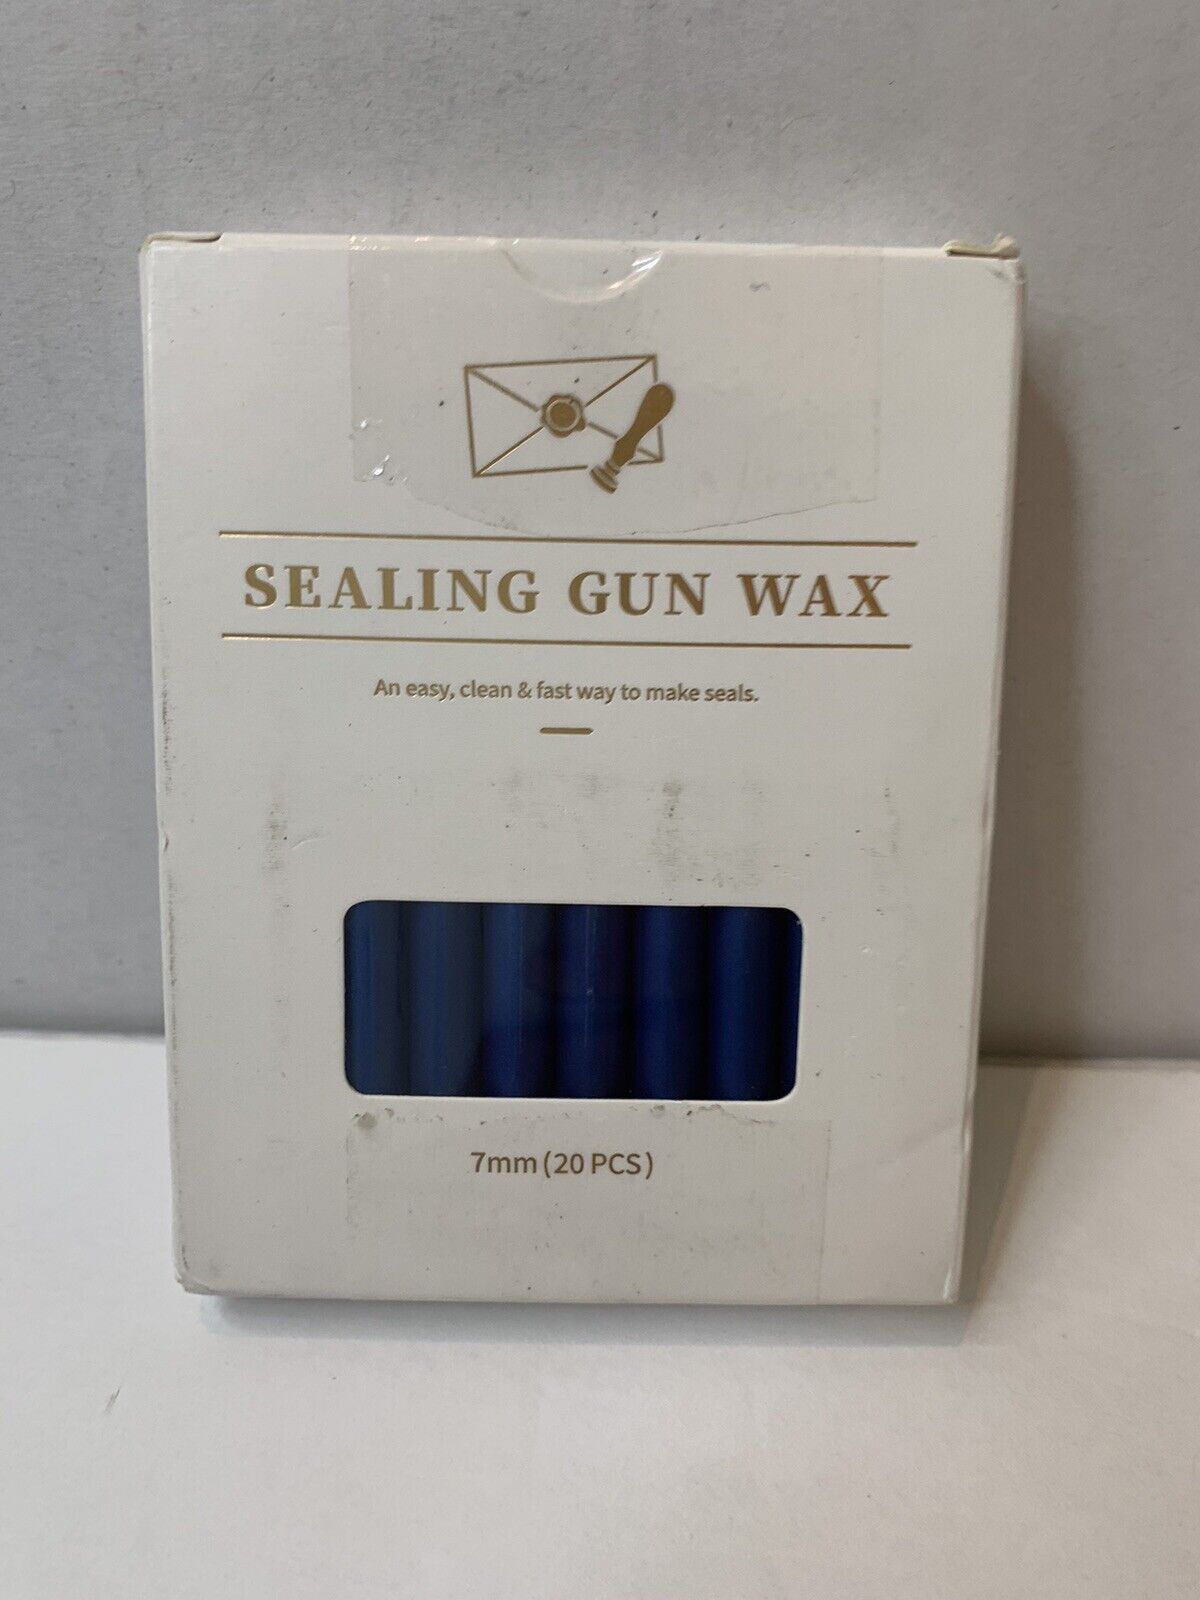 SEALING GUN WAX
An easy, clean & fast way to make seals.
7mm (20 PCS)